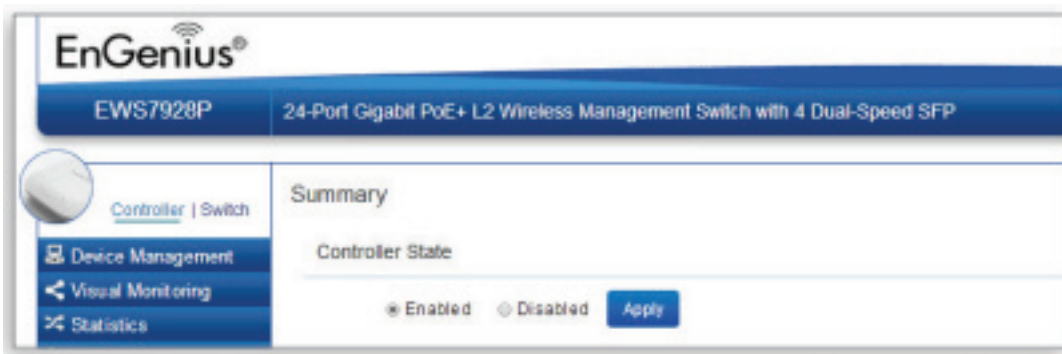 EnGenius®
EWS7928P
24-Port Gigabit PoE+ L2 Wireless Management Switch with 4 Dual-Speed SFP
Controller | Switch
Device Management
Visual Monitoring
Statistics
Summary
Controller State
Enabled Disabled Apply